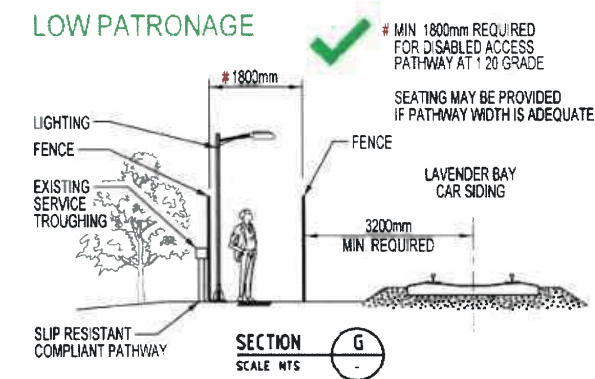 LOW PATRONAGE
# MIN 1800mm REQUIRED
FOR DISABLED ACCESS
PATHWAY AT 1 20 GRADE
SEATING MAY BE PROVIDED
IF PATHWAY WIDTH IS ADEQUATE
# 1800mm
LIGHTING
FENCE
FENCE
EXISTING
SERVICE
TROUGHING
LAVENDER BAY
CAR SIDING
3200mm
MIN REQUIRED
SLIP RESISTANT
COMPLIANT PATHWAY
SECTION
G
SCALE NTS
-